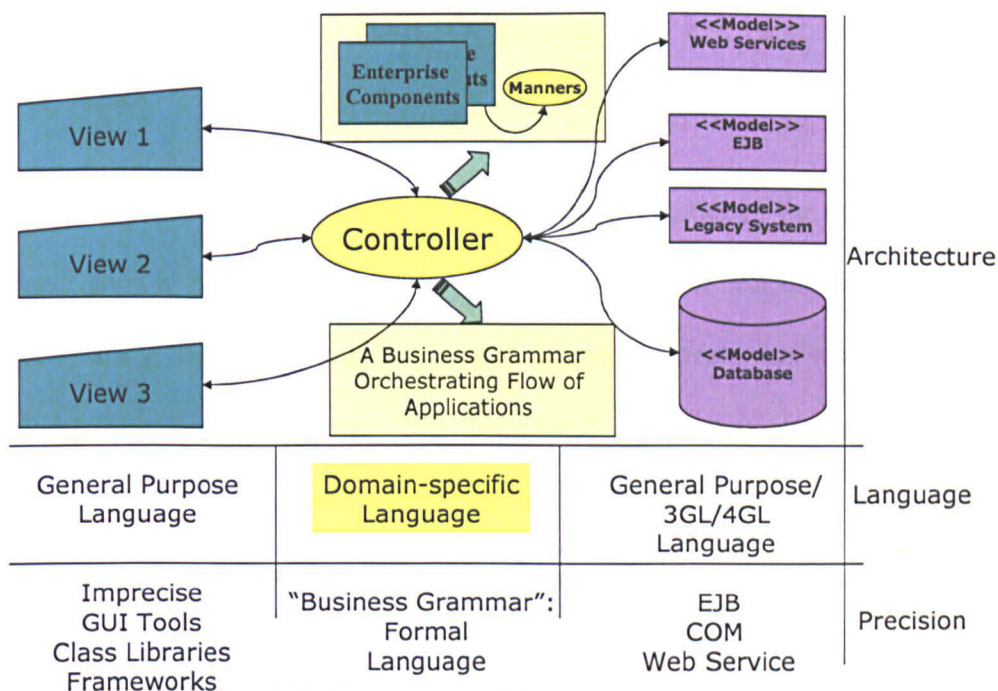 Enterprise
Components
e
ts
Manners
<<Model>>
Web Services
View 1
<<Model>>
EJB
<<Model>>
Legacy System
View 2
Controller
Architecture
View 3
A Business Grammar
Orchestrating Flow of
Applications
<<Model>>
Database
General Purpose
Language
Domain-specific
Language
General Purpose/
3GL/4GL
Language
Language
Imprecise
GUI Tools
Class Libraries
Frameworks
"Business Grammar":
Formal
Language
EJB
COM
Web Service
Precision